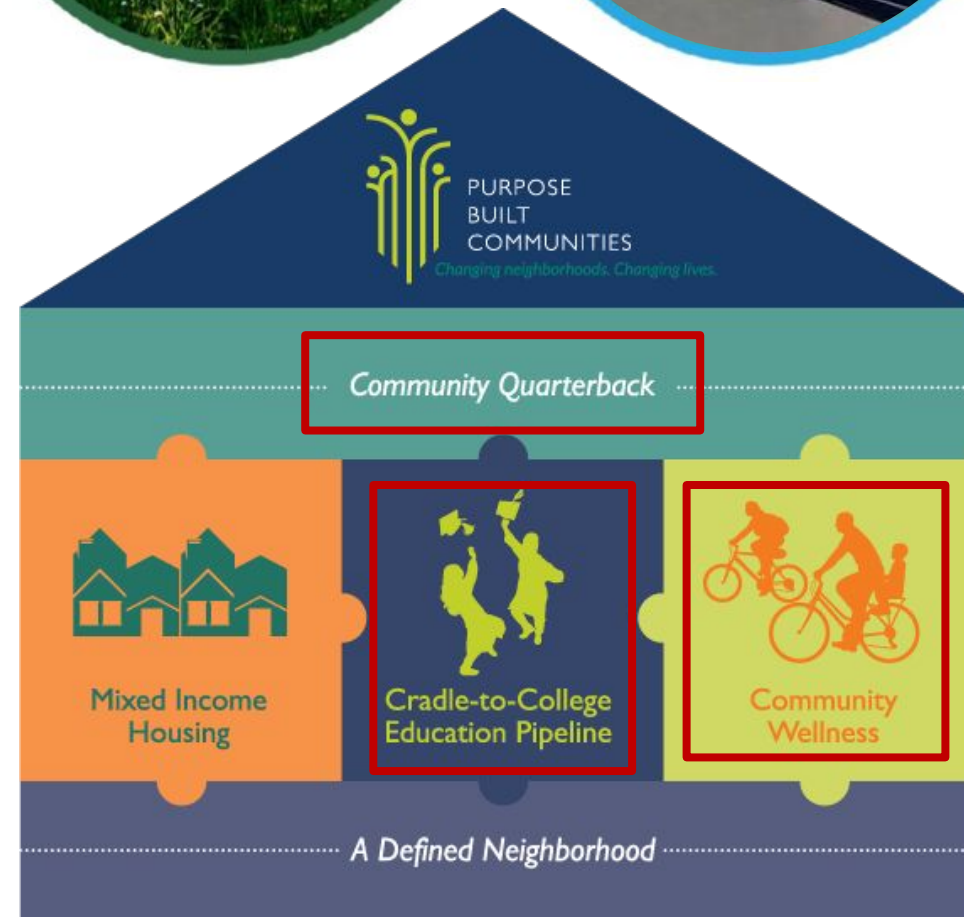 PURPOSE
BUILT
COMMUNITIES
Changing neighborhoods. Changing lives.
Community Quarterback
Mixed Income
Housing
Cradle-to-College
Education Pipeline
Community
Wellness
A Defined Neighborhood